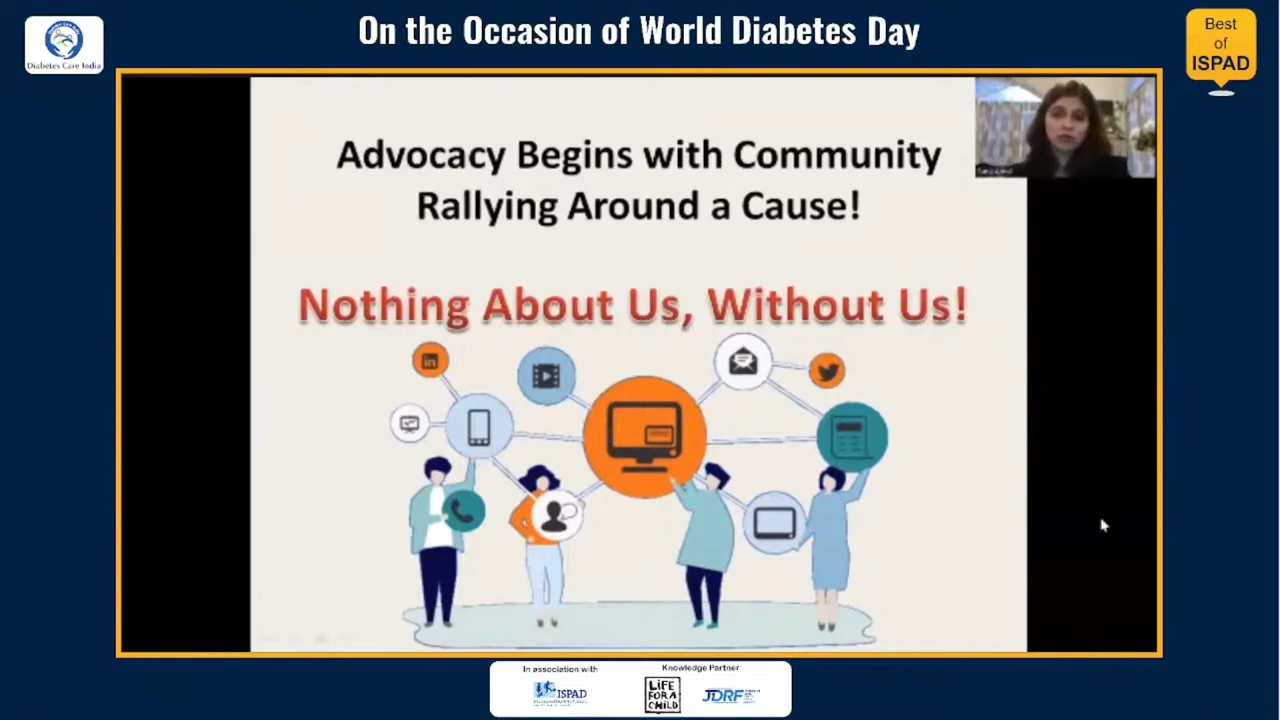 On the Occasion of World Diabetes Day
Diabetes Care India
Best
of
ISPAD
Advocacy Begins with Community
Rallying Around a Cause!
Nothing About Us, Without Us!
in
In association with
ISPAD
Knowledge Partner
LiFE
FOR A
CHILD
JDRF